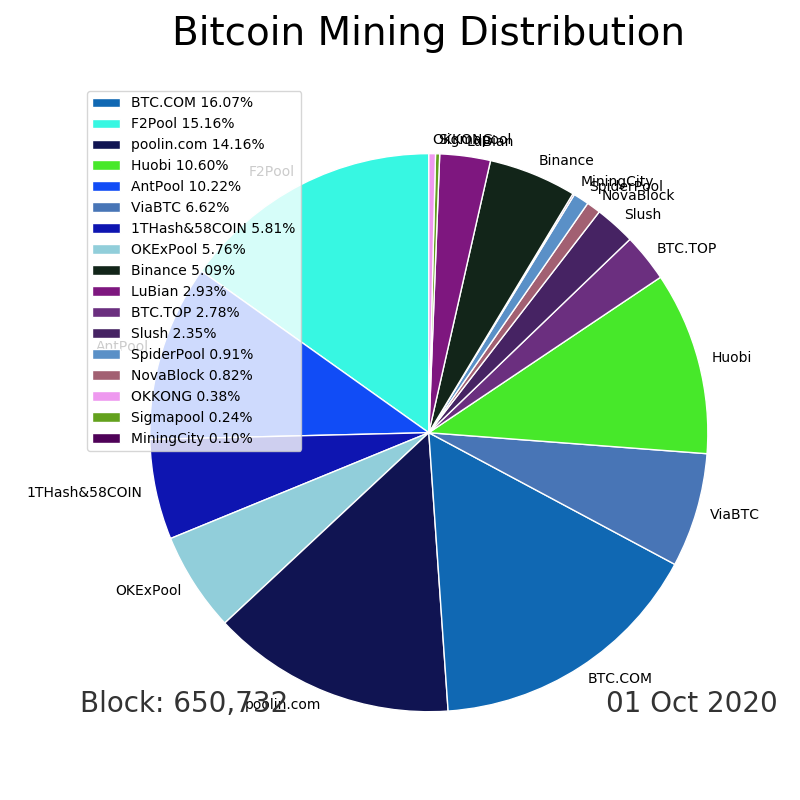 Bitcoin Mining Distribution
BTC.COM 16.07%
F2Pool 15.16%
poolin.com 14.16%
Huobi 10.60%
AntPool 10.22%
ViaBTC 6.62%
1THash&58COIN 5.81%
OKExPool 5.76%
Binance 5.09%
LuBian 2.93%
BTC.TOP 2.78%
Slush 2.35%
SpiderPool 0.91%
NovaBlock 0.82%
OKKONG 0.38%
Sigmapool 0.24%
MiningCity 0.10%
F2Pool
AntPool
1THash&58COIN
OKExPool
poolin.com
BTC.COM
ViaBTC
Huobi
BTC.TOP
Slush
NovaBlock
SpiderPool
MiningCity
Binance
LuBian
Sigmapool
OKKONG
Block: 650,732
01 Oct 2020